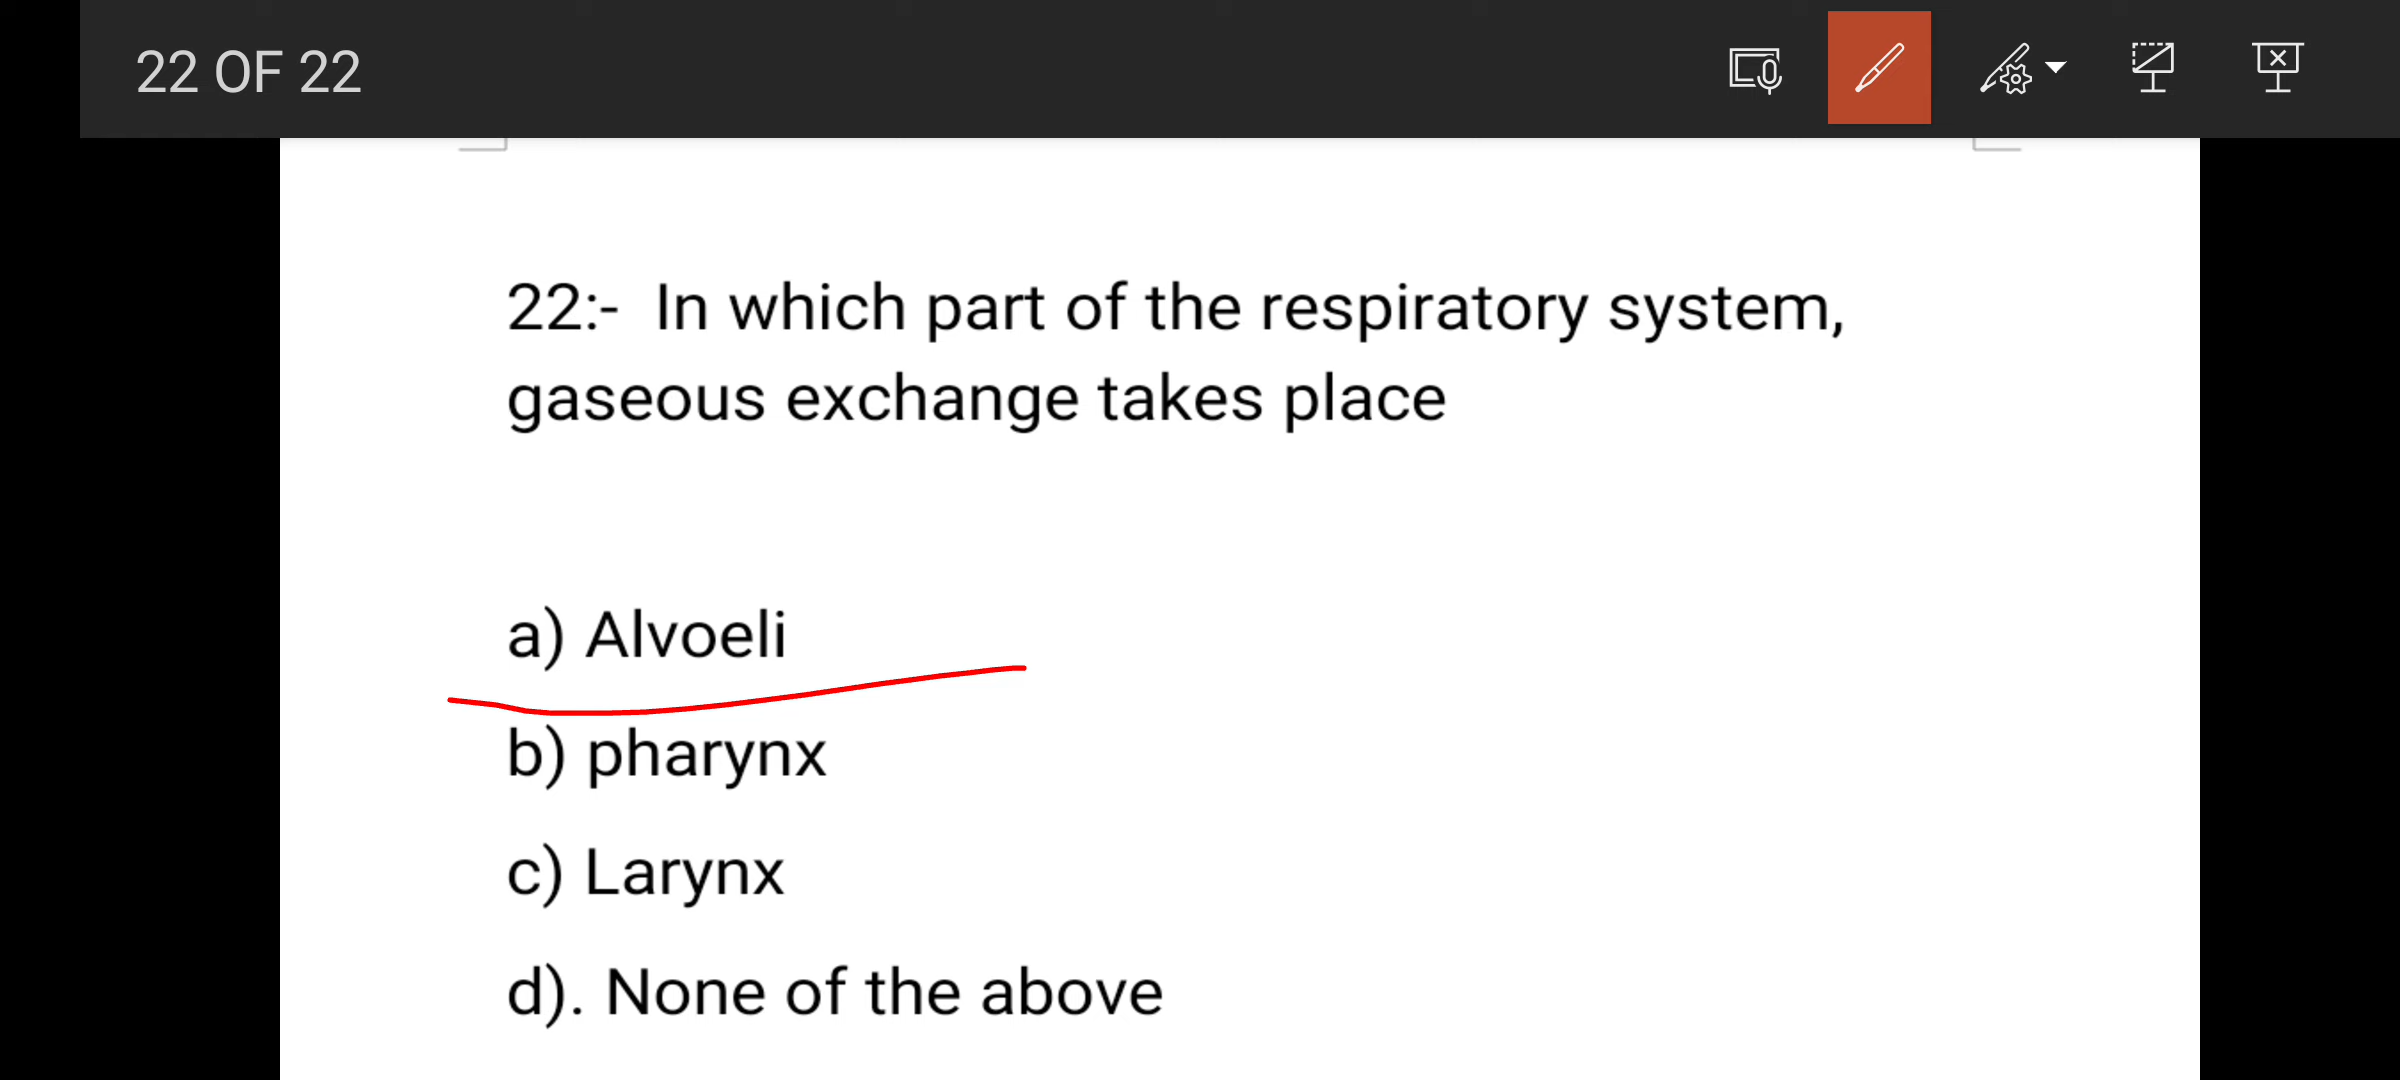 22 OF 22
22:- In which part of the respiratory system,
gaseous exchange takes place
a) Alvoeli
b) pharynx
c) Larynx
d). None of the above